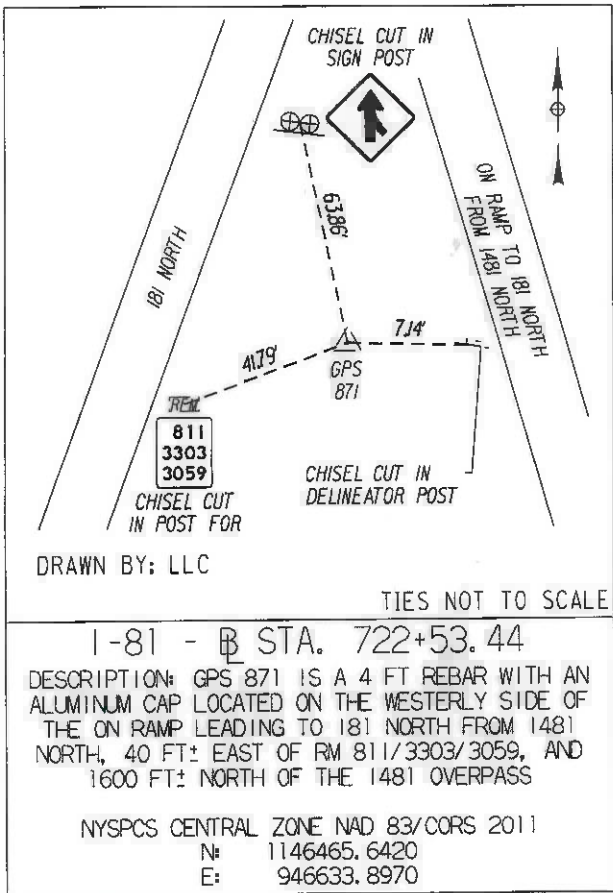 CHISEL CUT IN
SIGN POST
I81 NORTH
63.86'
ON RAMP TO I81 NORTH
FROM I481 NORTH
7.14'
41.79'
GPS
871
REM.
811
3303
3059
CHISEL CUT IN
DELINEATOR POST
CHISEL CUT
IN POST FOR
DRAWN BY: LLC
TIES NOT TO SCALE
I-81 - BL STA. 722+53.44
DESCRIPTION: GPS 871 IS A 4 FT REBAR WITH AN
ALUMINUM CAP LOCATED ON THE WESTERLY SIDE OF
THE ON RAMP LEADING TO I81 NORTH FROM I481
NORTH, 40 FT± EAST OF RM 811/3303/3059, AND
1600 FT± NORTH OF THE I481 OVERPASS
NYSPCS CENTRAL ZONE NAD 83/CORS 2011
N: 1146465.6420
E: 946633.8970